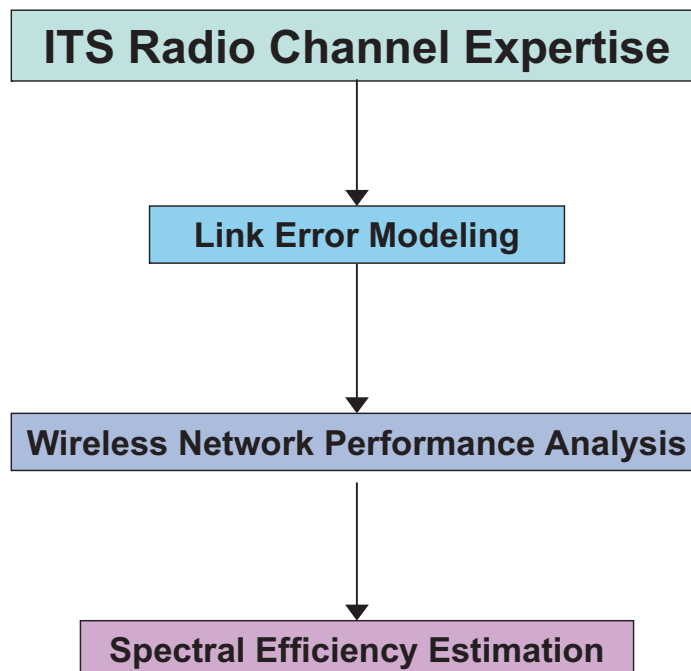 ITS Radio Channel Expertise
Link Error Modeling
Wireless Network Performance Analysis
Spectral Efficiency Estimation